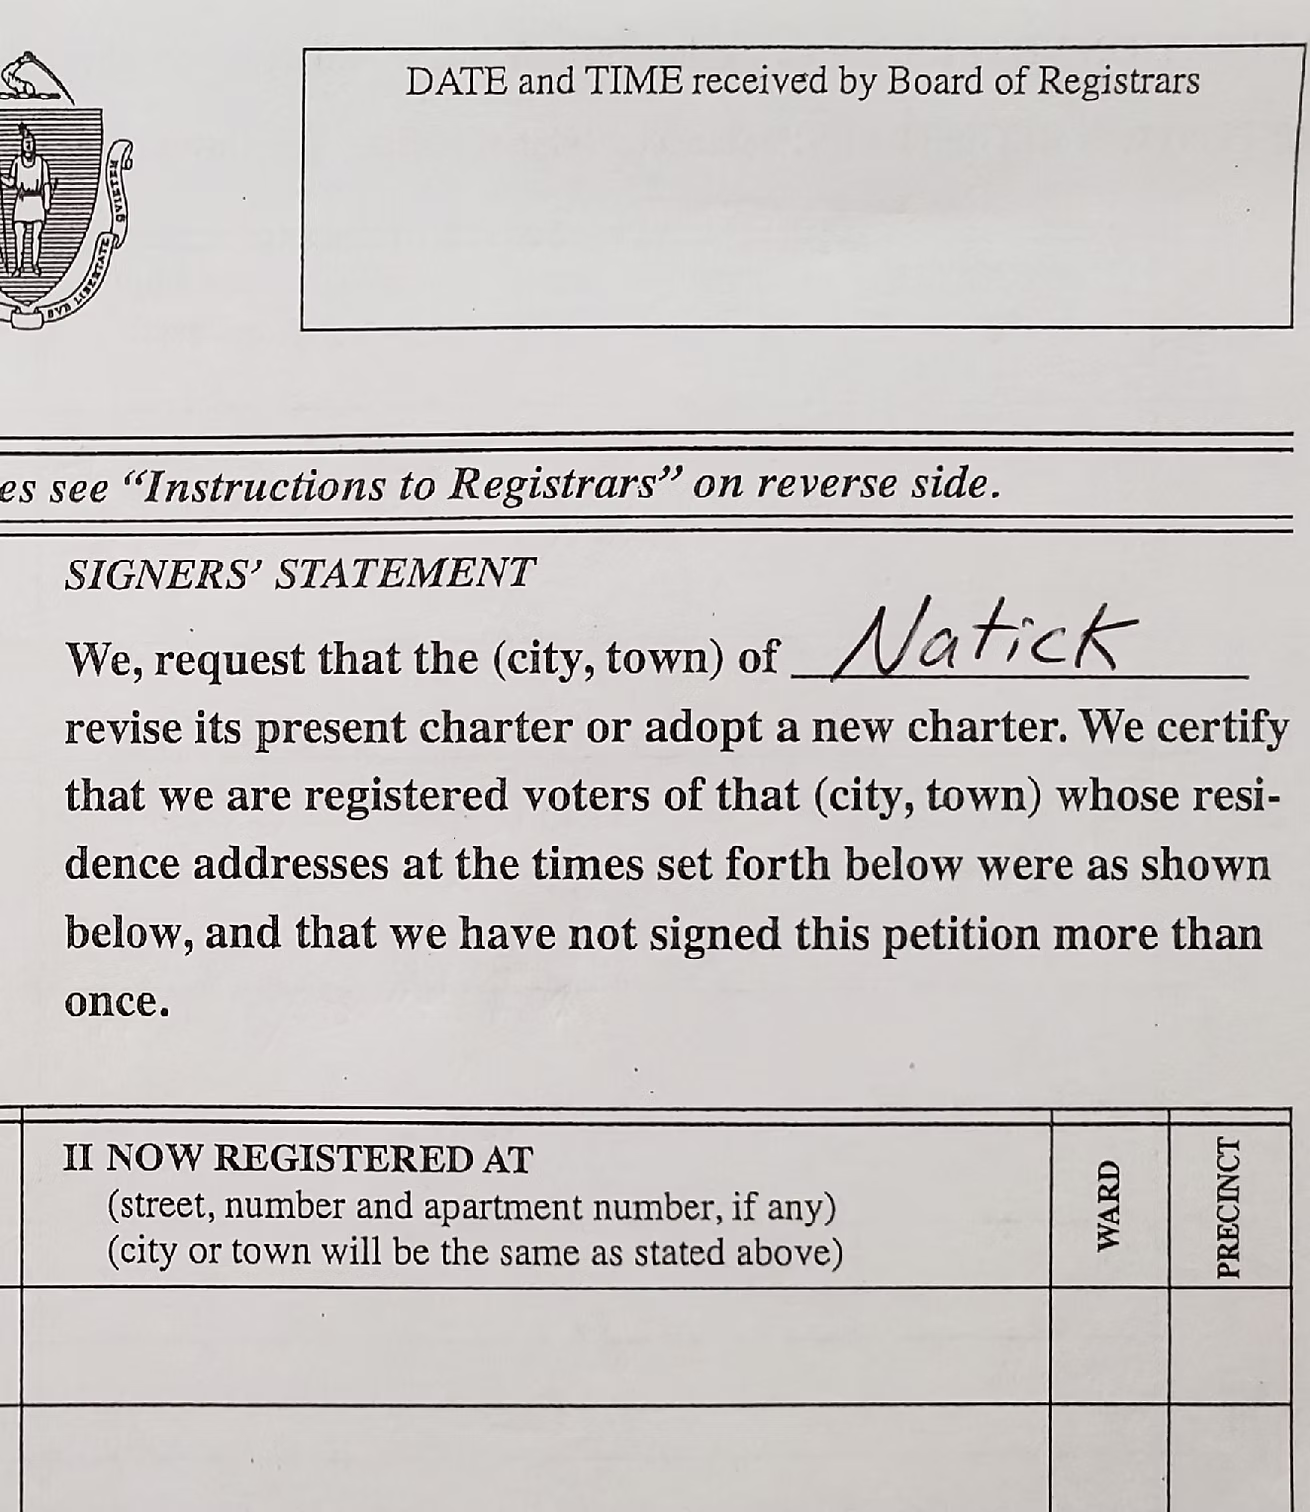 DATE and TIME received by Board of Registrars
QVIETEM
SVB LIBERTATE
es see “Instructions to Registrars” on reverse side.
SIGNERS’ STATEMENT
We, request that the (city, town) of Natick
revise its present charter or adopt a new charter. We certify
that we are registered voters of that (city, town) whose resi-
dence addresses at the times set forth below were as shown
below, and that we have not signed this petition more than
once.
II NOW REGISTERED AT
(street, number and apartment number, if any)
(city or town will be the same as stated above)
WARD
PRECINCT